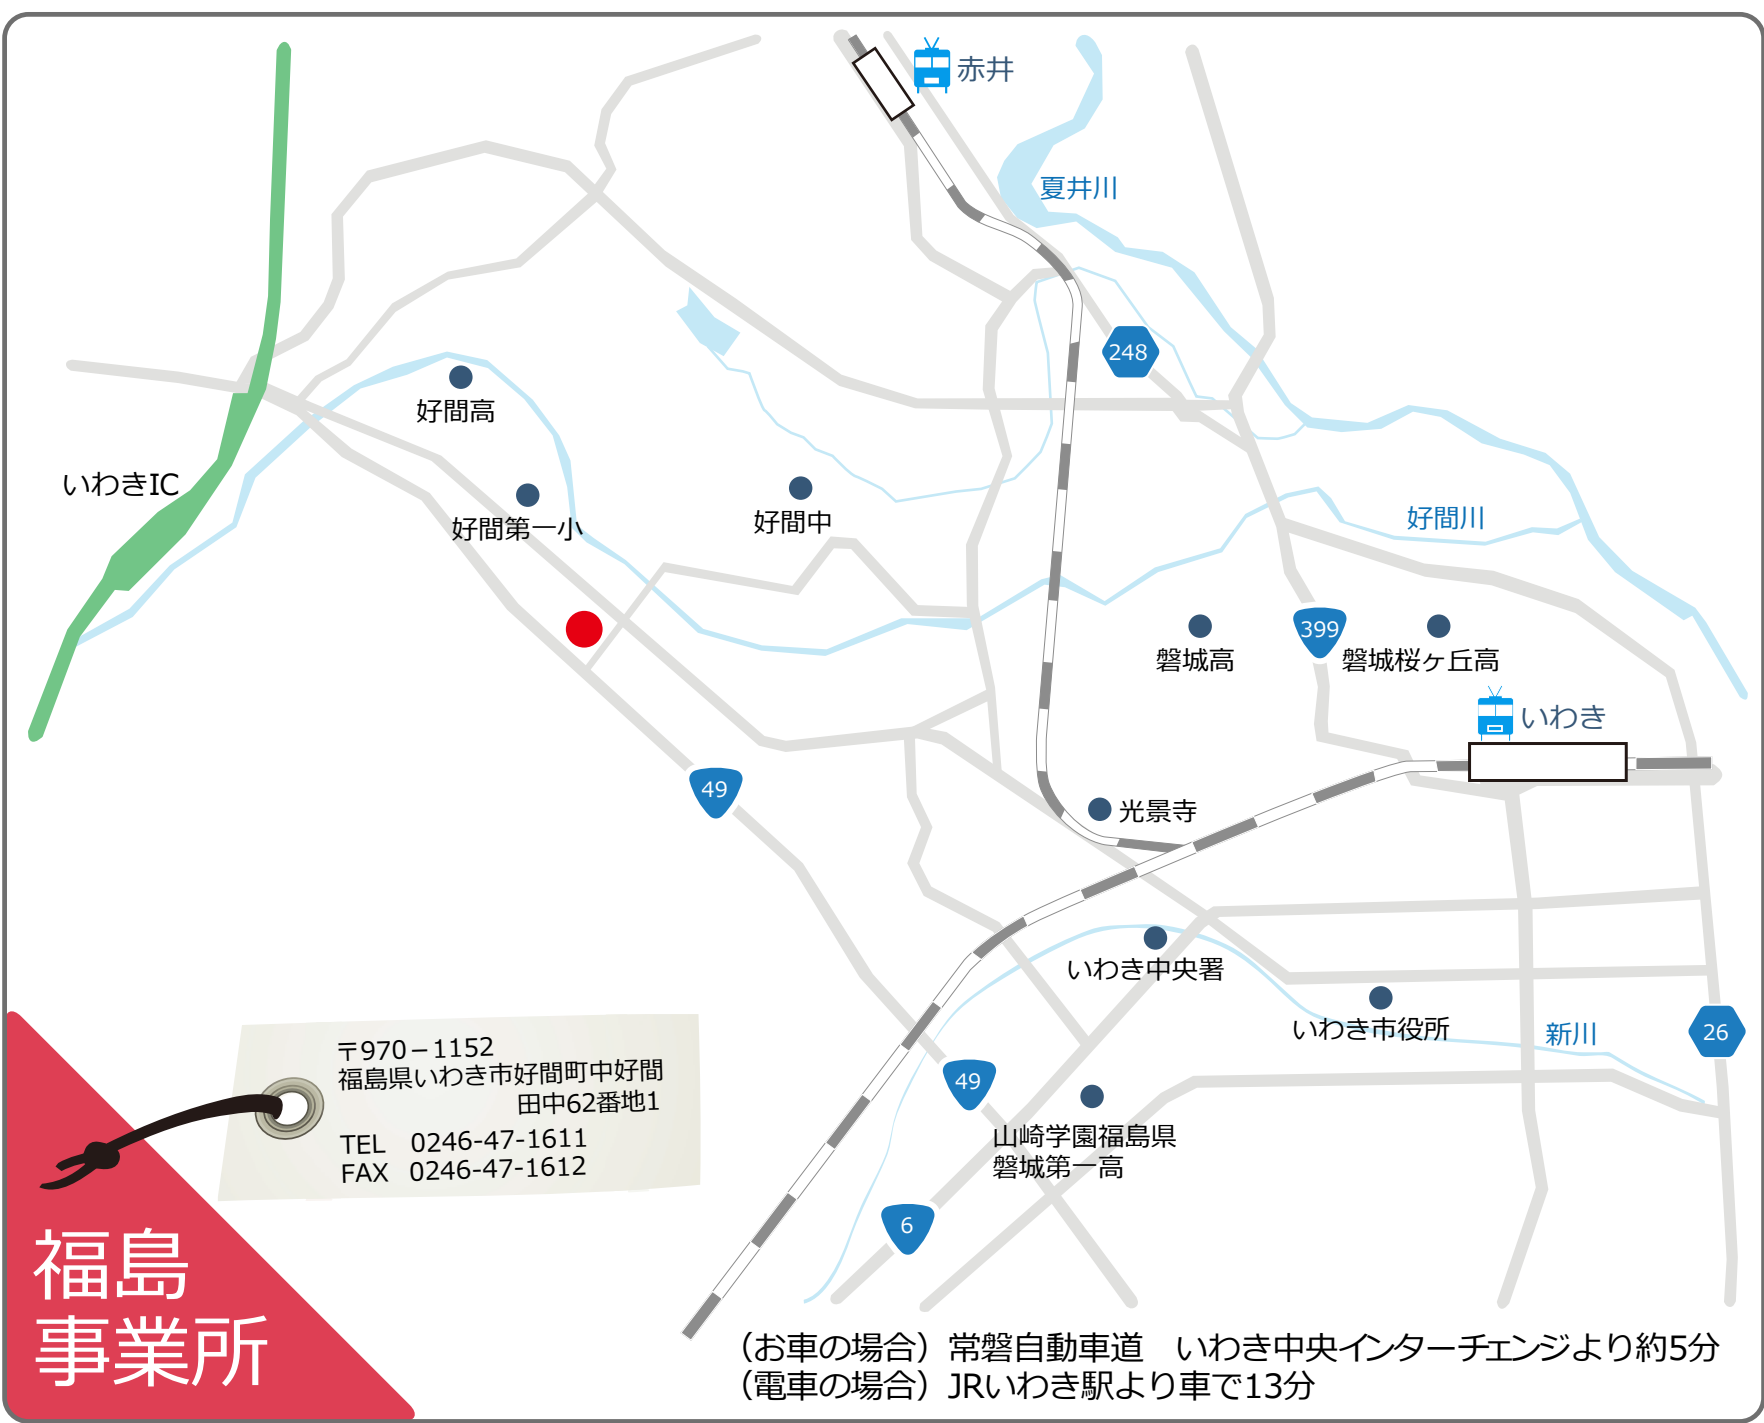 赤井
夏井川
248
好間高
いわきIC
好間第一小
好間中
好間川
磐城高
399
磐城桜ヶ丘高
いわき
49
光景寺
いわき中央署
いわき市役所
新川
26
49
山崎学園福島県
磐城第一高
6
〒970－1152
福島県いわき市好間町中好間
田中62番地1
TEL　0246-47-1611
FAX　0246-47-1612
福島
事業所
（お車の場合）常磐自動車道　いわき中央インターチェンジより約5分
（電車の場合）JRいわき駅より車で13分